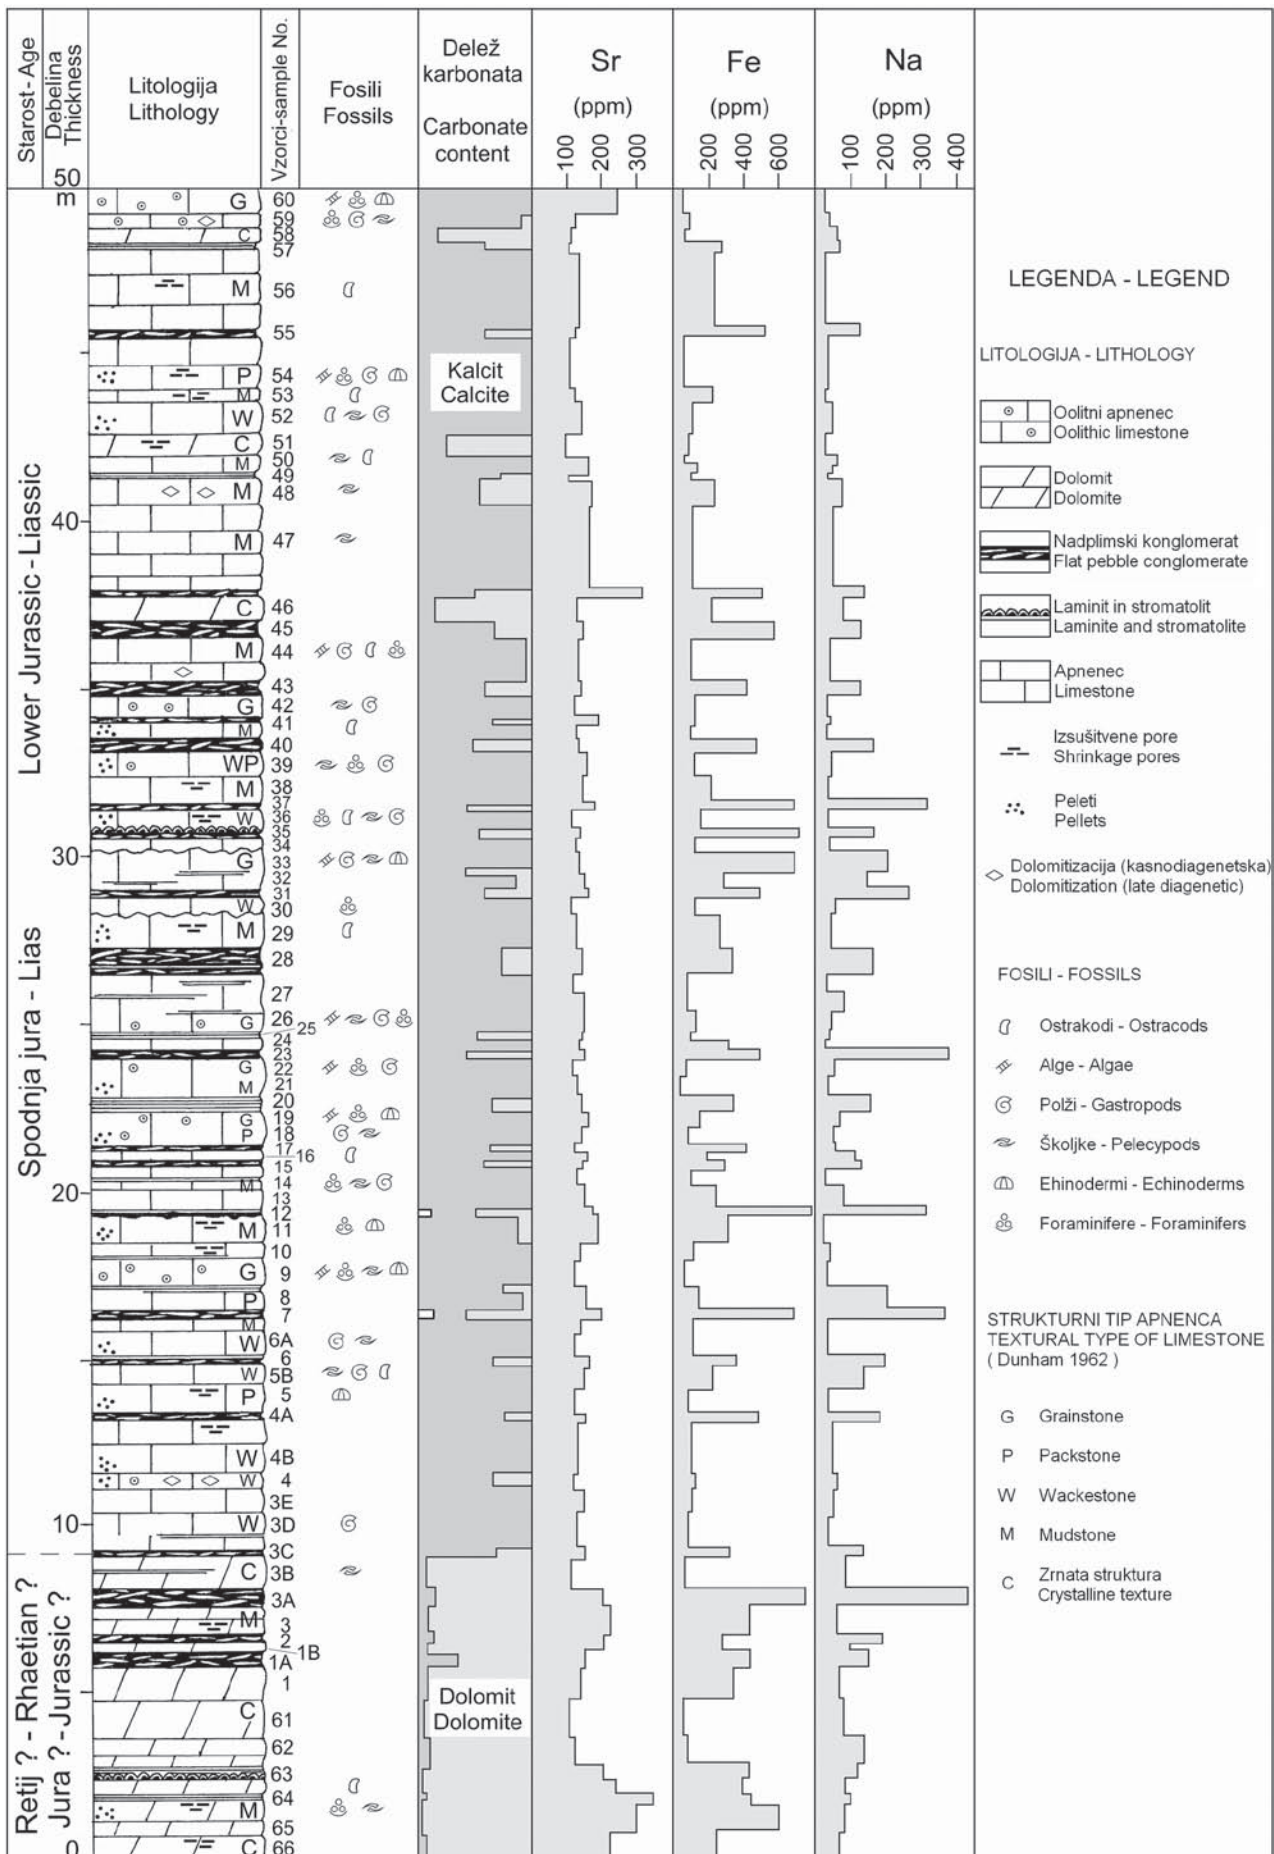 Starost - Age
Debelina
Thickness
Litologija
Lithology
Vzorci-sample No.
Fosili
Fossils
Delež
karbonata
Carbonate
content
Sr
(ppm)
100
200
300
Fe
(ppm)
200
400
600
Na
(ppm)
100
200
300
400
50
m
40
30
20
10
0
Lower Jurassic - Liassic
Spodnja jura - Lias
Retij ? - Rhaetian ?
Jura ? - Jurassic ?
G 60
59
C 58
57
M 56
55
P 54
M 53
W 52
C 51
M 50
49
M 48
M 47
C 46
45
M 44
43
G 42
M 41
40
WP 39
M 38
37
W 36
35
34
G 33
32
31
W 30
M 29
28
27
G 26
25
24
23
G 22
M 21
20
G 19
P 18
17
16
15
M 14
13
12
M 11
10
G 9
8
P 7
M
W 6A
6
W 5B
P 5
4A
W 4B
W 4
3E
W 3D
3C
C 3B
3A
M 3
2
1B
1A
1
C 61
62
63
64
M
65
C 66
Kalcit
Calcite
Dolomit
Dolomite
LEGENDA - LEGEND
LITOLOGIJA - LITHOLOGY
Oolitni apnenec
Oolithic limestone
Dolomit
Dolomite
Nadplimski konglomerat
Flat pebble conglomerate
Laminit in stromatolit
Laminite and stromatolite
Apnenec
Limestone
Izsušitvene pore
Shrinkage pores
Peleti
Pellets
Dolomitizacija (kasnodiagenetska)
Dolomitization (late diagenetic)
FOSILI - FOSSILS
Ostrakodi - Ostracods
Alge - Algae
Polži - Gastropods
Školjke - Pelecypods
Ehinodermi - Echinoderms
Foraminifere - Foraminifers
STRUKTURNI TIP APNENCA
TEXTURAL TYPE OF LIMESTONE
( Dunham 1962 )
G Grainstone
P Packstone
W Wackestone
M Mudstone
C Zrnata struktura
Crystalline texture